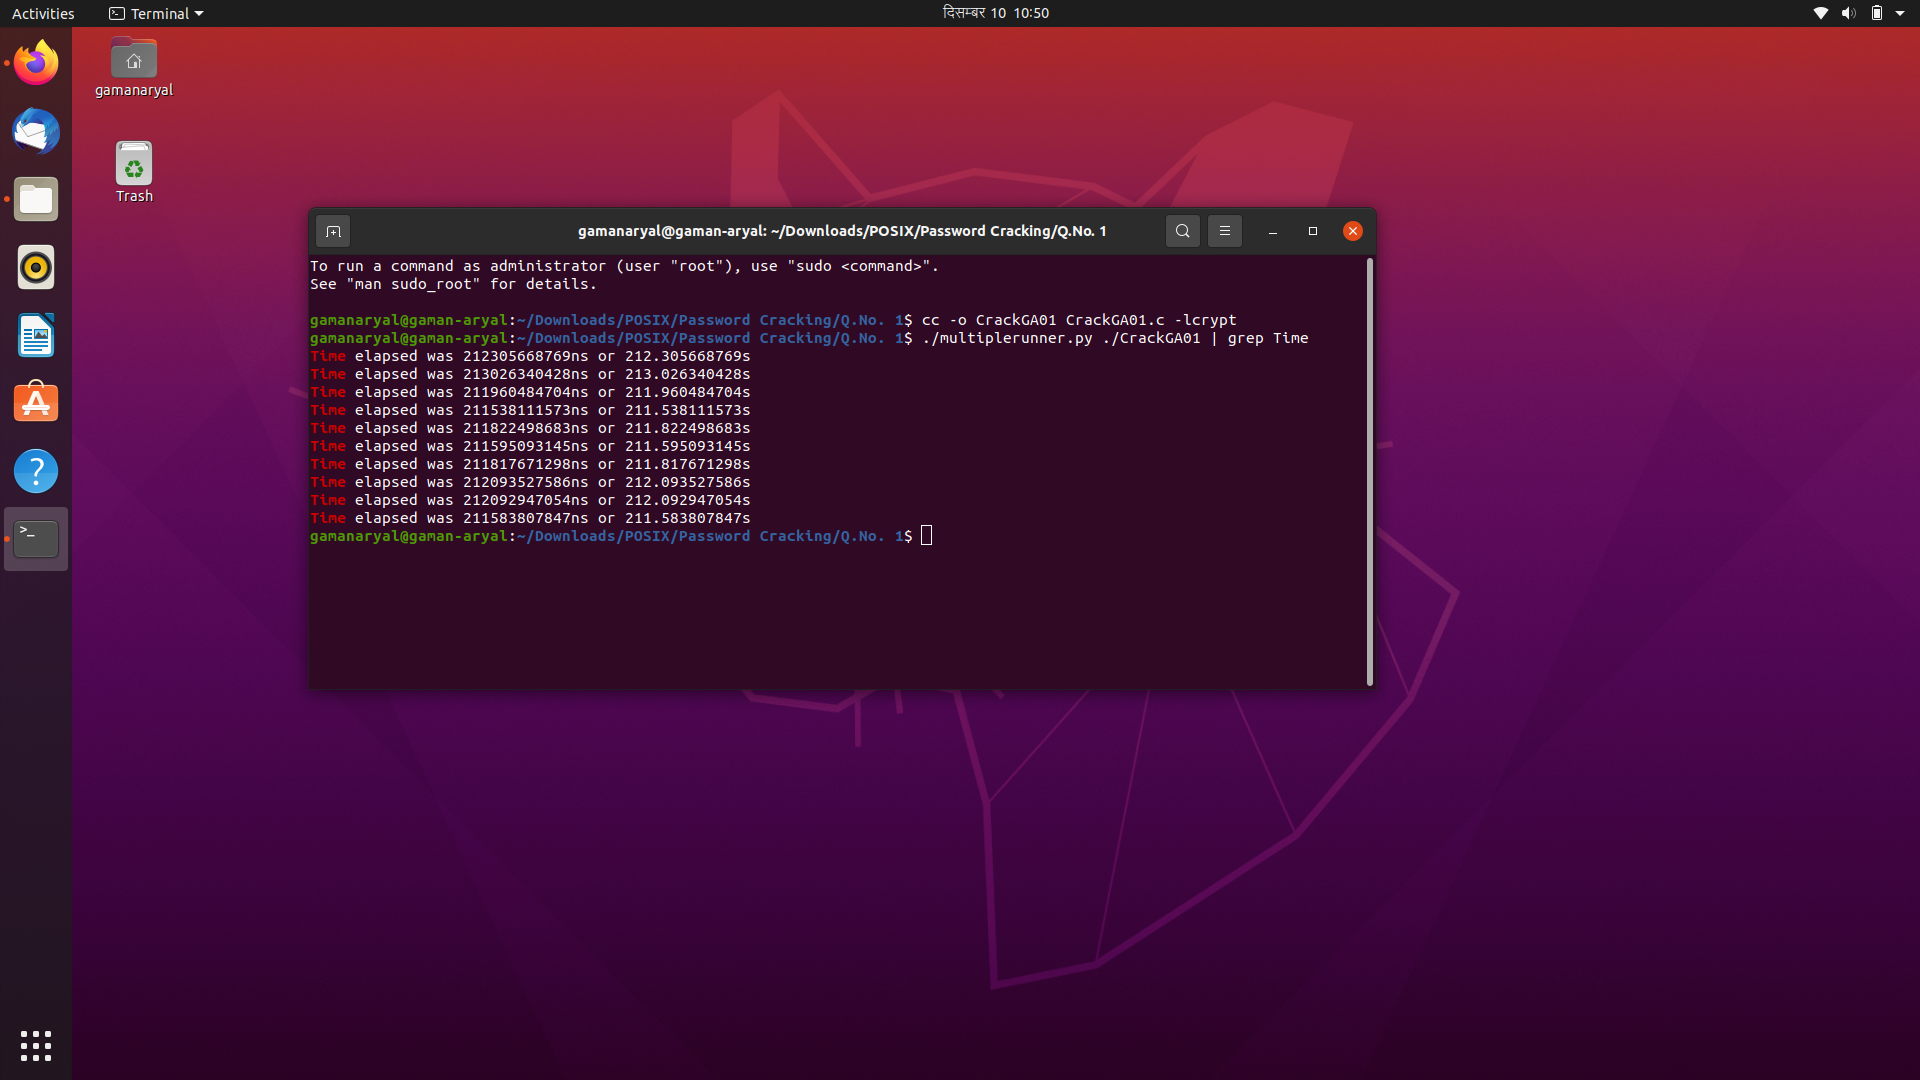 Activities
Terminal
दिसम्बर 10 10:50
gamanaryal
Trash
gamanaryal@gaman-aryal: ~/Downloads/POSIX/Password Cracking/Q.No. 1
To run a command as administrator (user "root"), use "sudo <command>".
See "man sudo_root" for details.
gamanaryal@gaman-aryal:~/Downloads/POSIX/Password Cracking/Q.No. 1$ cc -o CrackGA01 CrackGA01.c -lcrypt
gamanaryal@gaman-aryal:~/Downloads/POSIX/Password Cracking/Q.No. 1$ ./multiplerunner.py ./CrackGA01 | grep Time
Time elapsed was 212305668769ns or 212.305668769s
Time elapsed was 213026340428ns or 213.026340428s
Time elapsed was 211960484704ns or 211.960484704s
Time elapsed was 211538111573ns or 211.538111573s
Time elapsed was 211822498683ns or 211.822498683s
Time elapsed was 211595093145ns or 211.595093145s
Time elapsed was 211817671298ns or 211.817671298s
Time elapsed was 212093527586ns or 212.093527586s
Time elapsed was 212092947054ns or 212.092947054s
Time elapsed was 211583807847ns or 211.583807847s
gamanaryal@gaman-aryal:~/Downloads/POSIX/Password Cracking/Q.No. 1$